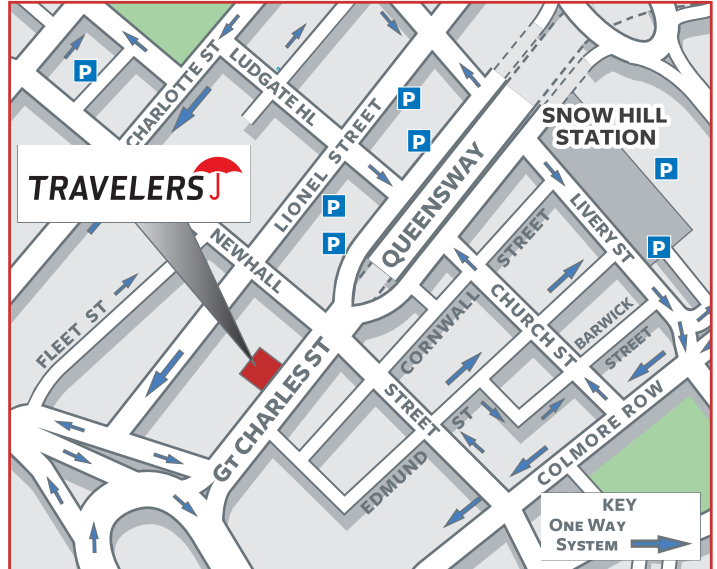 CHARLOTTE ST
LUDGATE HL
P
P
P
SNOW HILL
STATION
P
TRAVELERS
LIONEL STREET
QUEENSWAY
P
P
P
LIVERY ST
NEWHALL
STREET
FLEET ST
CORNWALL
STREET
CHURCH ST
BARWICK
STREET
GT CHARLES ST
EDMUND
ST
COLMORE ROW
KEY
ONE WAY
SYSTEM